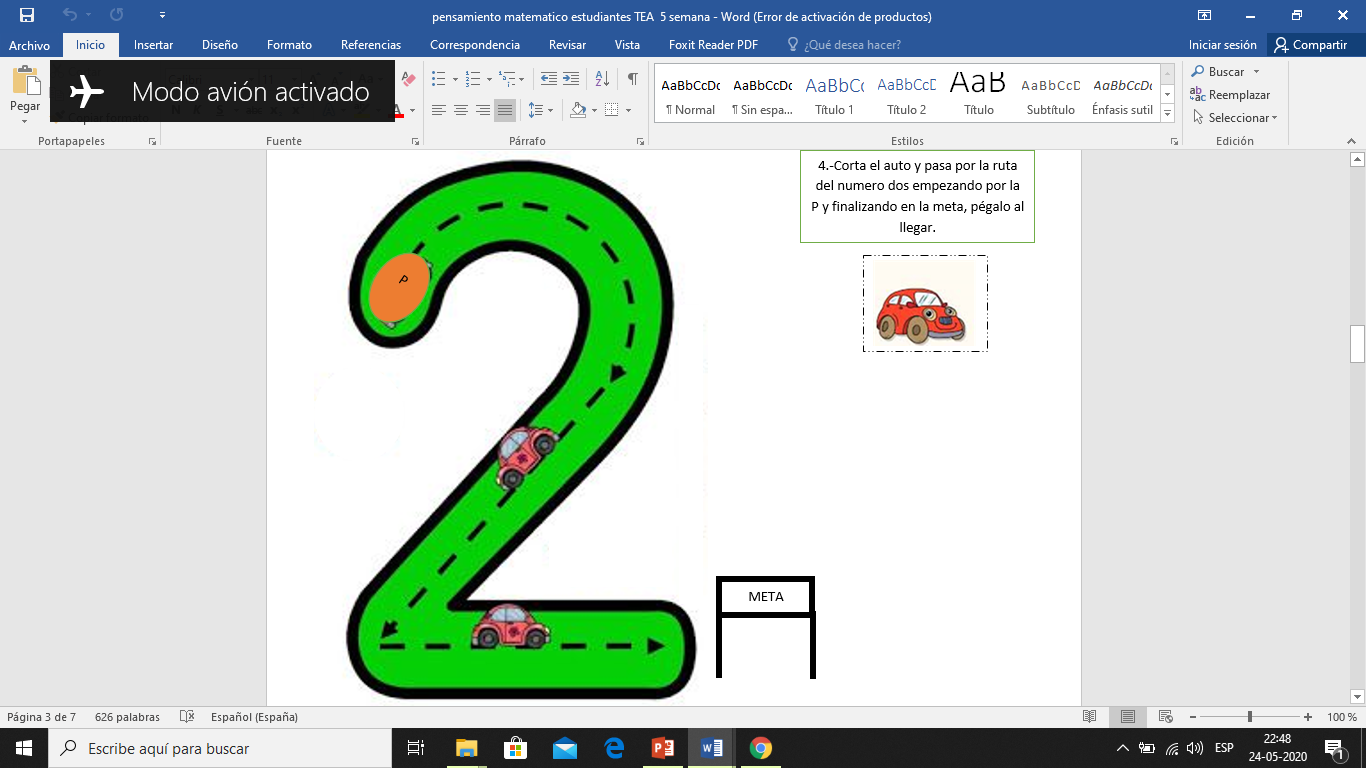 pensamiento matematico estudiantes TEA 5 semana - Word (Error de activación de productos)
Archivo
Inicio
Insertar
Diseño
Formato
Referencias
Correspondencia
Revisar
Vista
Foxit Reader PDF
¿Qué desea hacer?
Iniciar sesión
Compartir
Pegar
Modo avión activado
AaBbCcDc
AaBbCcDc
AaBbCc
AaBbCcC
AaB
AaBbCcD
AaBbCcDc
¶ Normal
¶ Sin espa...
Título 1
Título 2
Título
Subtítulo
Énfasis sutil
Buscar
Reemplazar
Seleccionar
Portapapeles
Fuente
Párrafo
Estilos
Edición
4.-Corta el auto y pasa por la ruta
del numero dos empezando por la
P y finalizando en la meta, pégalo al
llegar.
P
META
Página 3 de 7
626 palabras
Español (España)
100 %
Escribe aquí para buscar
ESP
22:48
24-05-2020
1